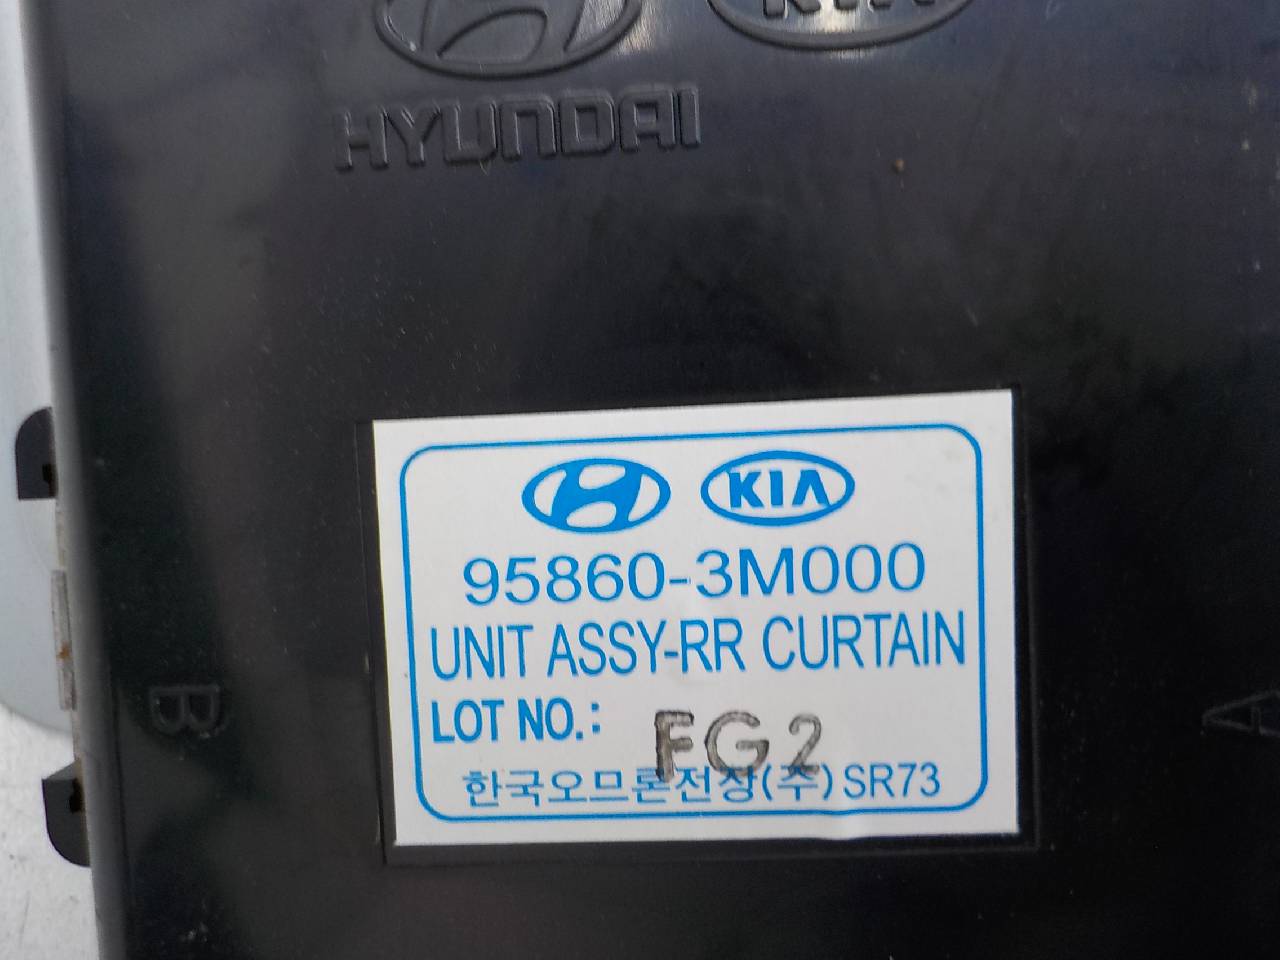 KIA
HYUNDAI
KIA
95860-3M000
UNIT ASSY-RR CURTAIN
LOT NO.: FG2
한국오므론전장(주)SR73
B
A